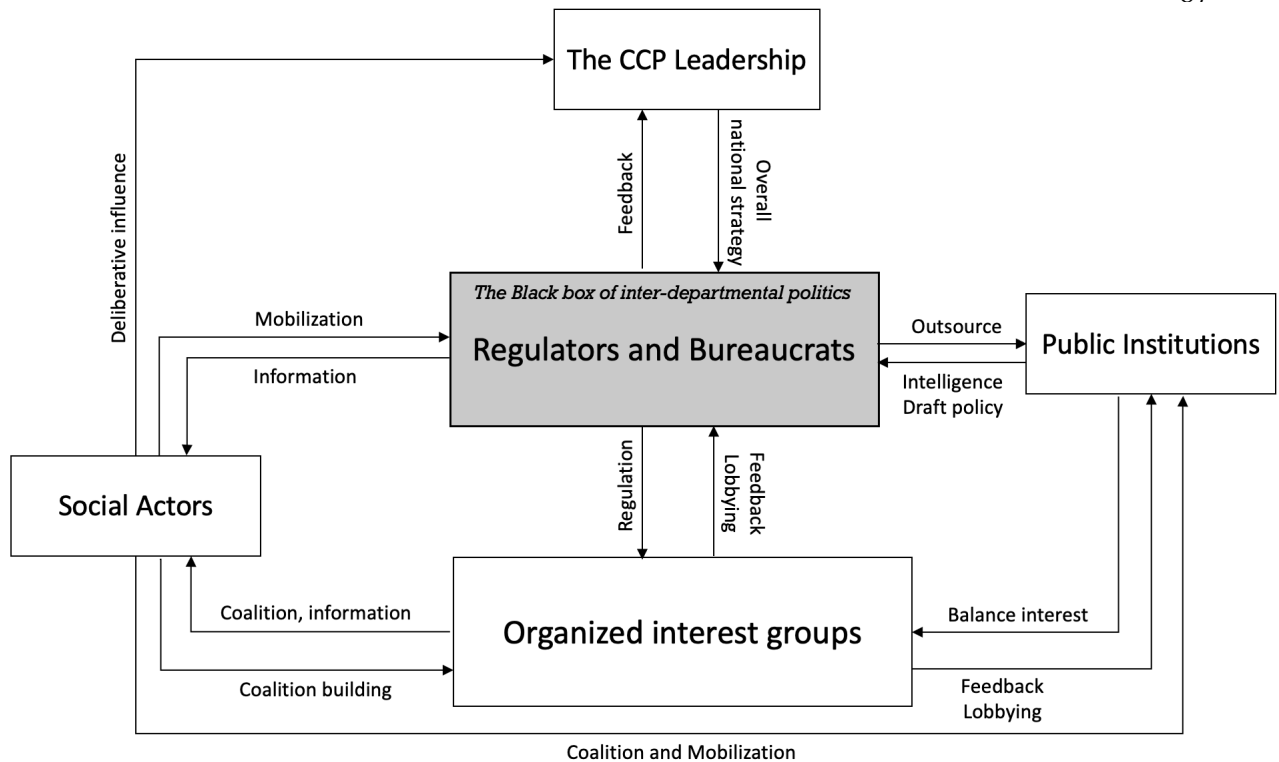 The CCP Leadership
Deliberative influence
Feedback
Overall
national strategy
The Black box of inter-departmental politics
Regulators and Bureaucrats
Mobilization
Information
Outsource
Intelligence
Draft policy
Public Institutions
Social Actors
Regulation
Feedback
Lobbying
Coalition, information
Coalition building
Organized interest groups
Balance interest
Feedback
Lobbying
Coalition and Mobilization